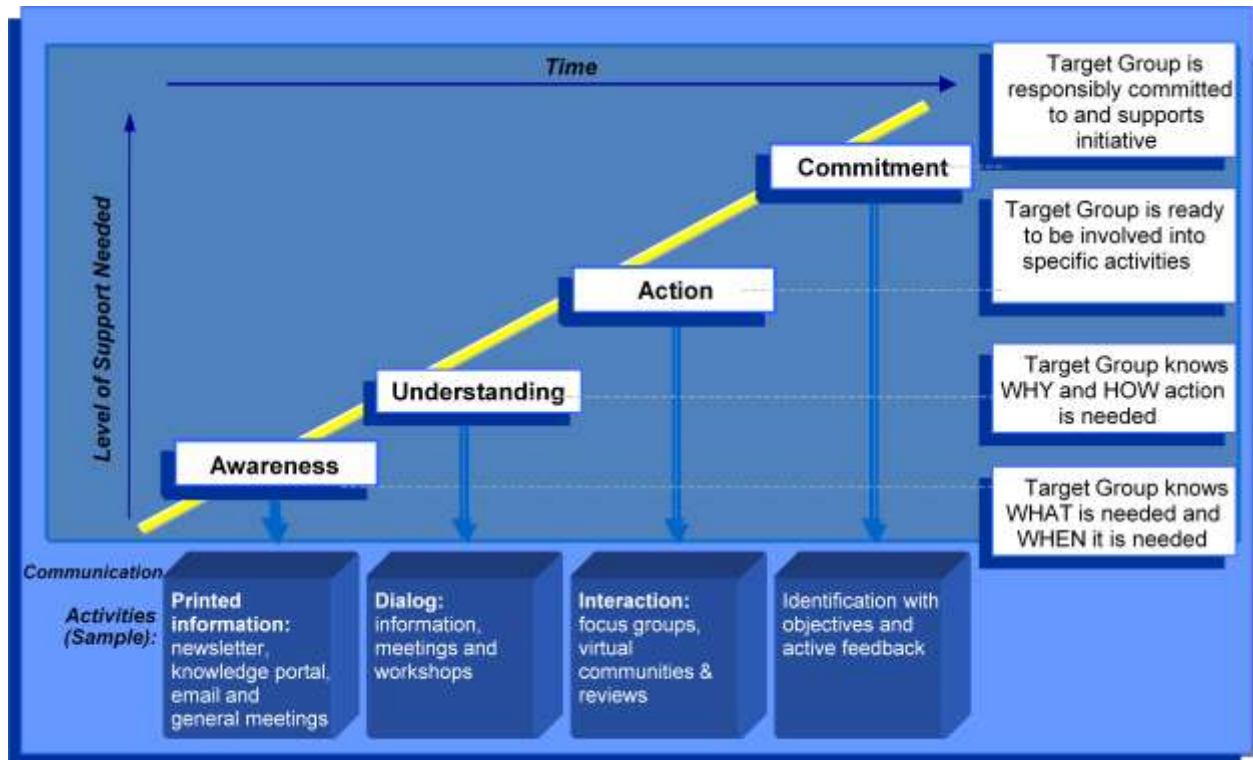 Time
Level of Support Needed
Commitment
Action
Understanding
Awareness
Target Group is
responsibly committed
to and supports
initiative
Target Group is ready
to be involved into
specific activities
Target Group knows
WHY and HOW action
is needed
Target Group knows
WHAT is needed and
WHEN it is needed
Communication
Activities
(Sample):
Printed
information:
newsletter,
knowledge portal,
email and
general meetings
Dialog:
information,
meetings and
workshops
Interaction:
focus groups,
virtual
communities &
reviews
Identification with
objectives and
active feedback